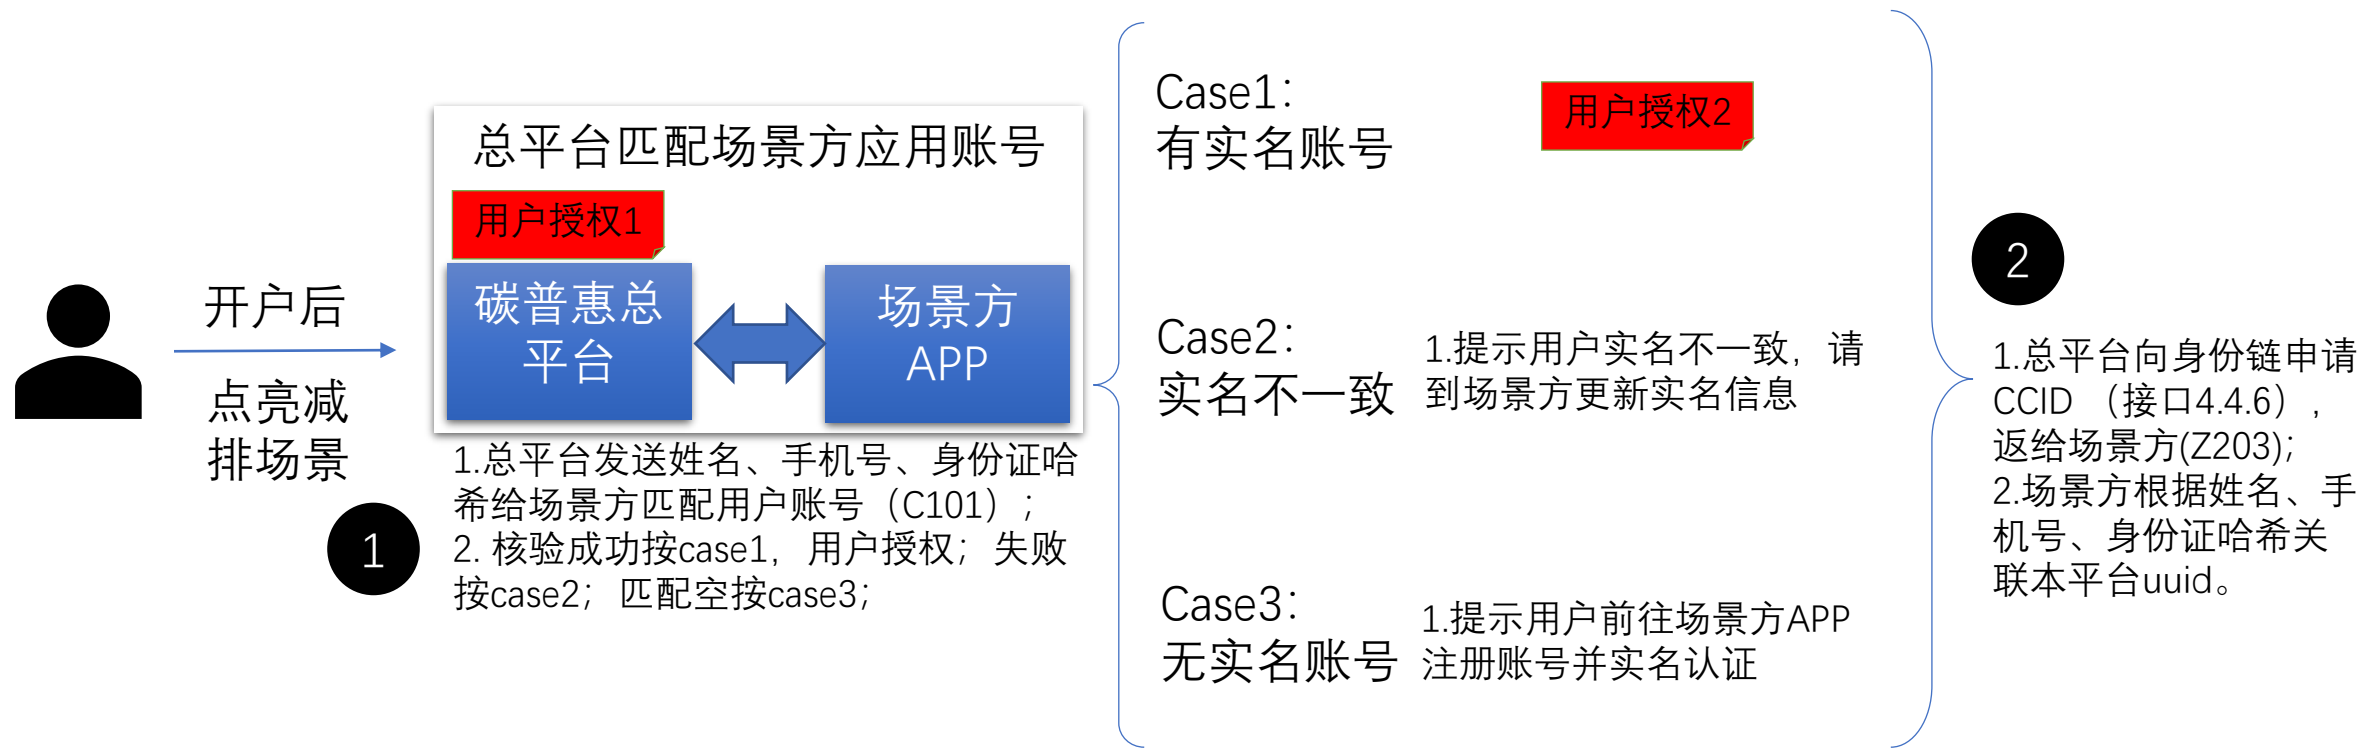 开户后
点亮减
排场景
1
总平台匹配场景方应用账号
用户授权1
碳普惠总
平台
场景方
APP
1.总平台发送姓名、手机号、身份证哈
希给场景方匹配用户账号（C101）；
2. 核验成功按case1，用户授权；失败
按case2；匹配空按case3；
Case1：
有实名账号
用户授权2
Case2：
实名不一致
1.提示用户实名不一致，请
到场景方更新实名信息
Case3：
无实名账号
1.提示用户前往场景方APP
注册账号并实名认证
2
1.总平台向身份链申请
CCID （接口4.4.6），
返给场景方(Z203)；
2.场景方根据姓名、手
机号、身份证哈希关
联本平台uuid。